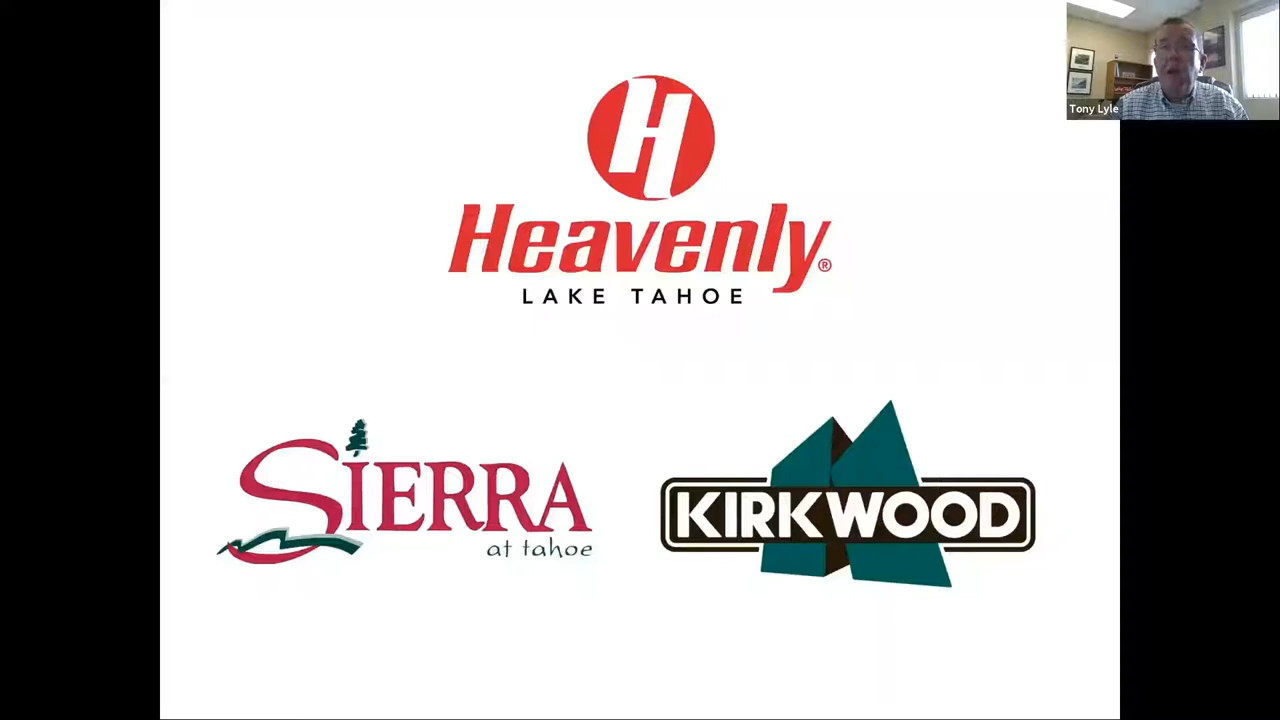 H
Heavenly®
LAKE TAHOE
SIERRA
at tahoe
KIRKWOOD
Tony Lyle